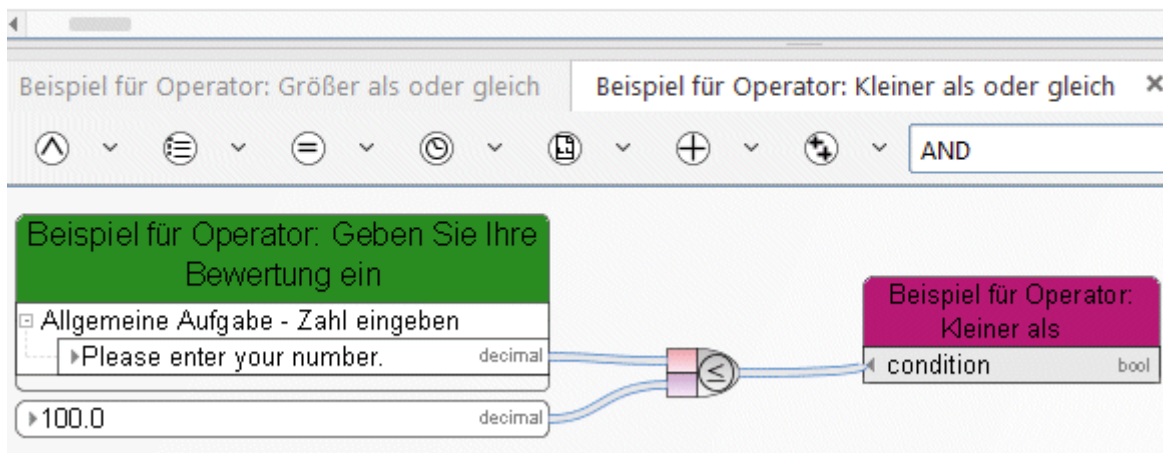 Beispiel für Operator: Größer als oder gleich
Beispiel für Operator: Kleiner als oder gleich
AND
Beispiel für Operator: Geben Sie Ihre
Bewertung ein
Allgemeine Aufgabe - Zahl eingeben
Please enter your number. decimal
100.0 decimal
≤
Beispiel für Operator:
Kleiner als
condition bool